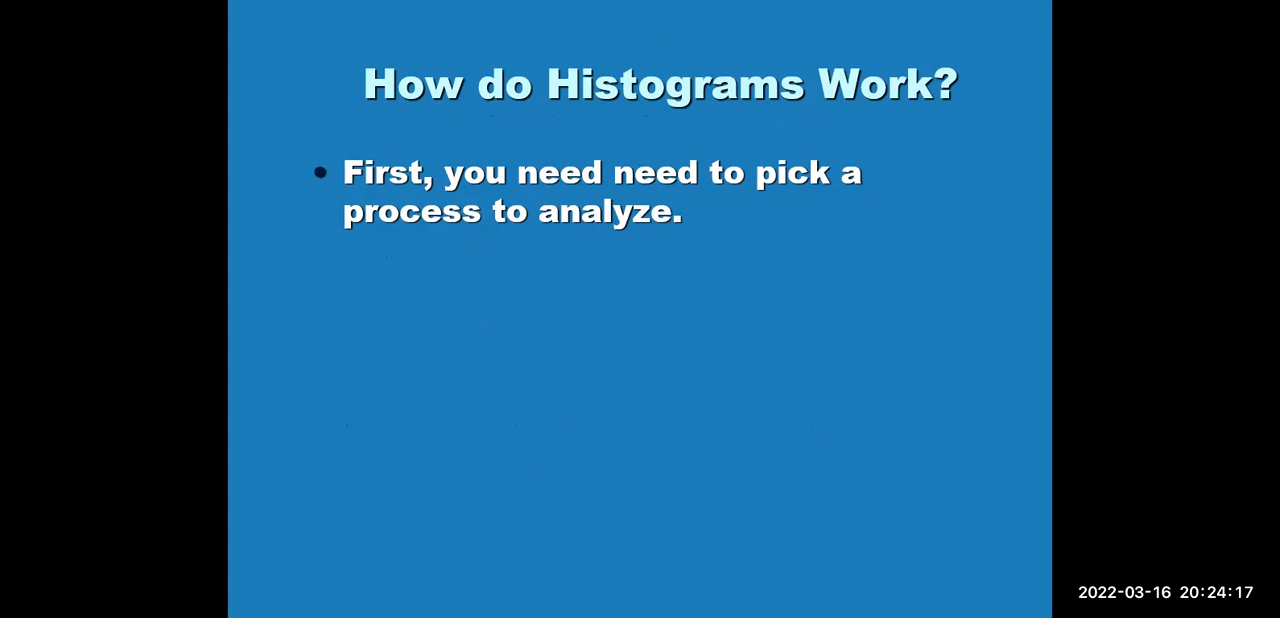 How do Histograms Work?
• First, you need need to pick a
process to analyze.
2022-03-16 20:24:17